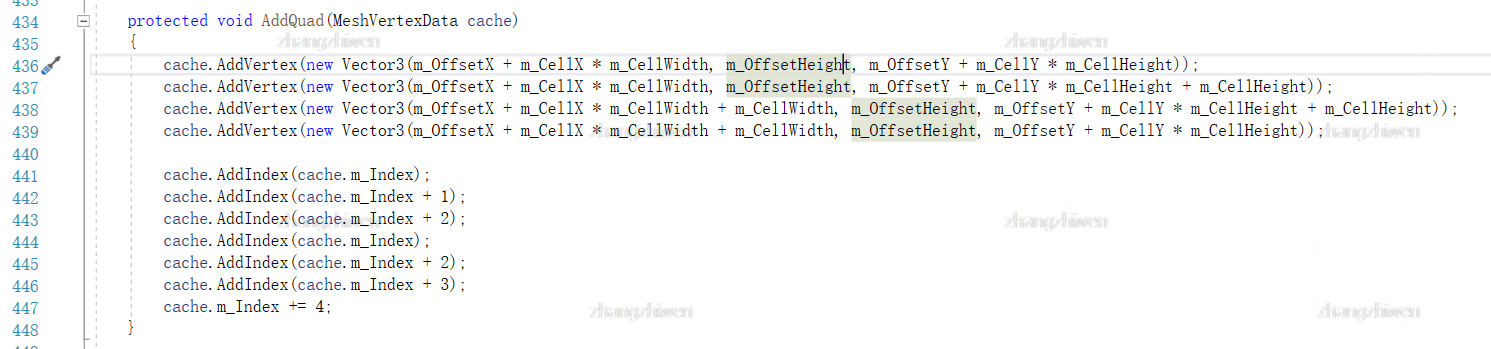 434 protected void AddQuad(MeshVertexData cache)
435 {
436 cache.AddVertex(new Vector3(m_OffsetX + m_CellX * m_CellWidth, m_OffsetHeight, m_OffsetY + m_CellY * m_CellHeight));
437 cache.AddVertex(new Vector3(m_OffsetX + m_CellX * m_CellWidth, m_OffsetHeight, m_OffsetY + m_CellY * m_CellHeight + m_CellHeight));
438 cache.AddVertex(new Vector3(m_OffsetX + m_CellX * m_CellWidth + m_CellWidth, m_OffsetHeight, m_OffsetY + m_CellY * m_CellHeight + m_CellHeight));
439 cache.AddVertex(new Vector3(m_OffsetX + m_CellX * m_CellWidth + m_CellWidth, m_OffsetHeight, m_OffsetY + m_CellY * m_CellHeight));
440
441 cache.AddIndex(cache.m_Index);
442 cache.AddIndex(cache.m_Index + 1);
443 cache.AddIndex(cache.m_Index + 2);
444 cache.AddIndex(cache.m_Index);
445 cache.AddIndex(cache.m_Index + 2);
446 cache.AddIndex(cache.m_Index + 3);
447 cache.m_Index += 4;
448 }
zhangzhiwen
zhangzhiwen
zhangzhiwen
zhangzhiwen
zhangzhiwen
zhangzhiwen
zhangzhiwen
zhangzhiwen